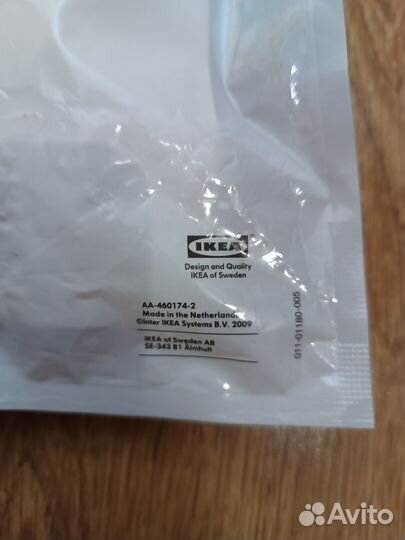 IKEA
Design and Quality
IKEA of Sweden
AA-460174-2
Made in the Netherlands
©Inter IKEA Systems B.V. 2009
IKEA of Sweden AB
SE-343 81 Älmhult
011-01180-005
Avito